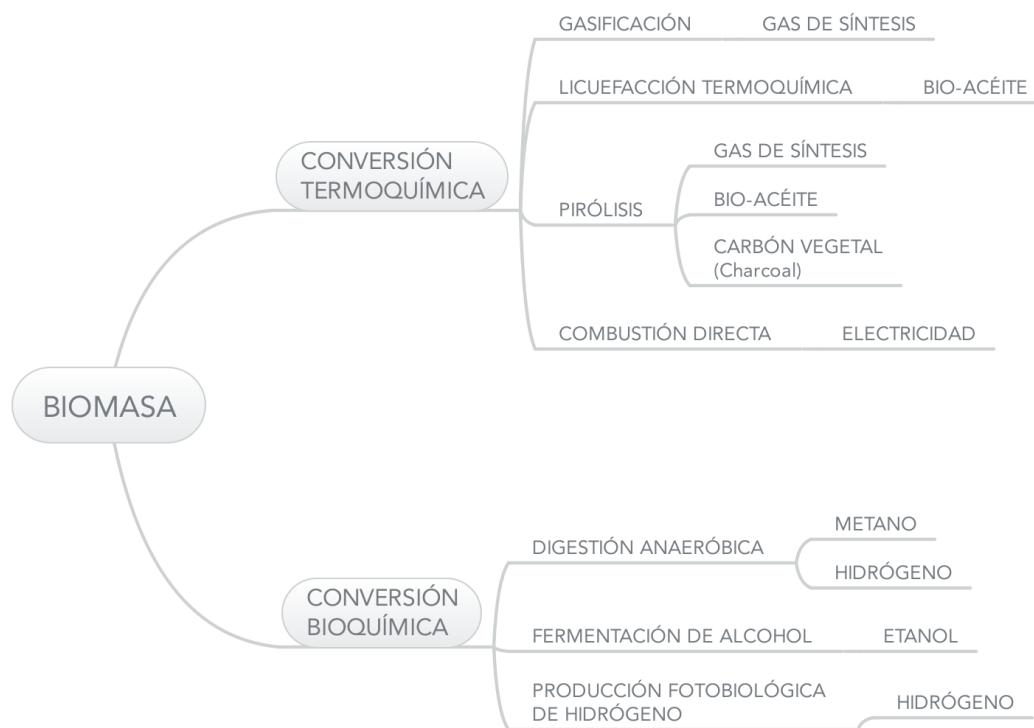 GASIFICACIÓN
GAS DE SÍNTESIS
LICUEFACCIÓN TERMOQUÍMICA
BIO-ACÉITE
CONVERSIÓN
TERMOQUÍMICA
GAS DE SÍNTESIS
PIRÓLISIS
BIO-ACÉITE
CARBÓN VEGETAL
(Charcoal)
COMBUSTIÓN DIRECTA
ELECTRICIDAD
BIOMASA
CONVERSIÓN
BIOQUÍMICA
DIGESTIÓN ANAERÓBICA
METANO
HIDRÓGENO
FERMENTACIÓN DE ALCOHOL
ETANOL
PRODUCCIÓN FOTOBIOLÓGICA
DE HIDRÓGENO
HIDRÓGENO